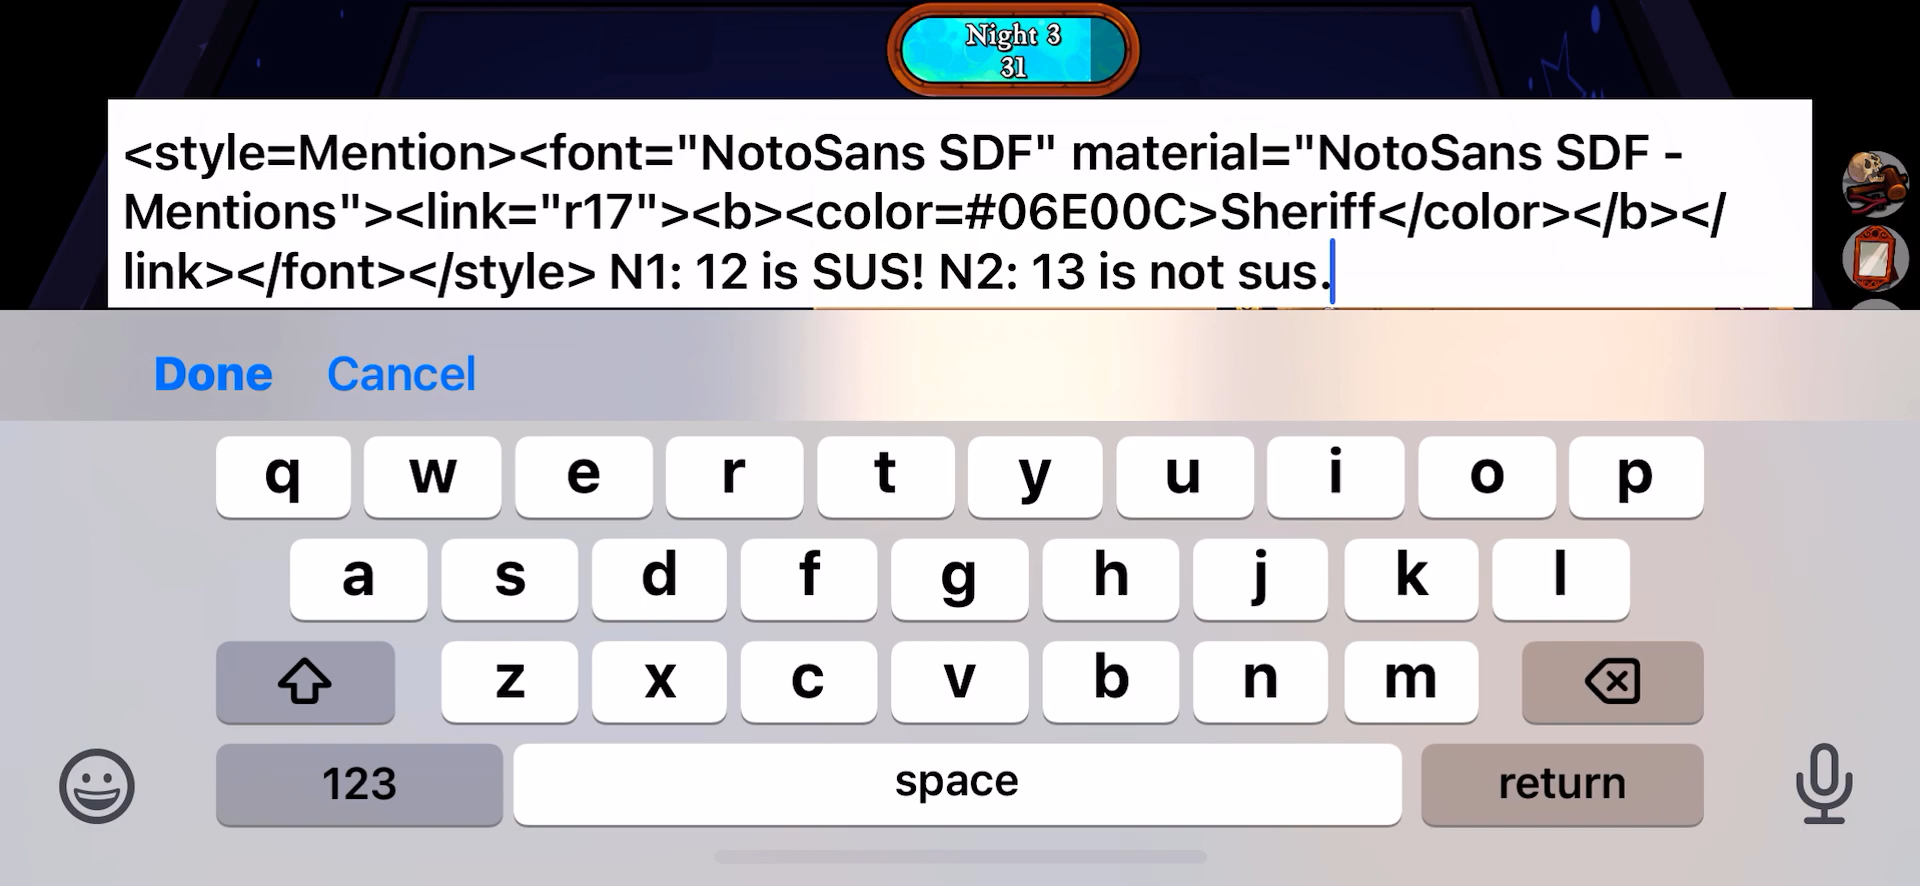 Night 3
31
<style=Mention><font="NotoSans SDF" material="NotoSans SDF -
Mentions"><link="r17"><b><color=#06E00C>Sheriff</color></b></
link></font></style> N1: 12 is SUS! N2: 13 is not sus.
Done Cancel
q w e r t y u i o p
a s d f g h j k l
z x c v b n m
123 space return